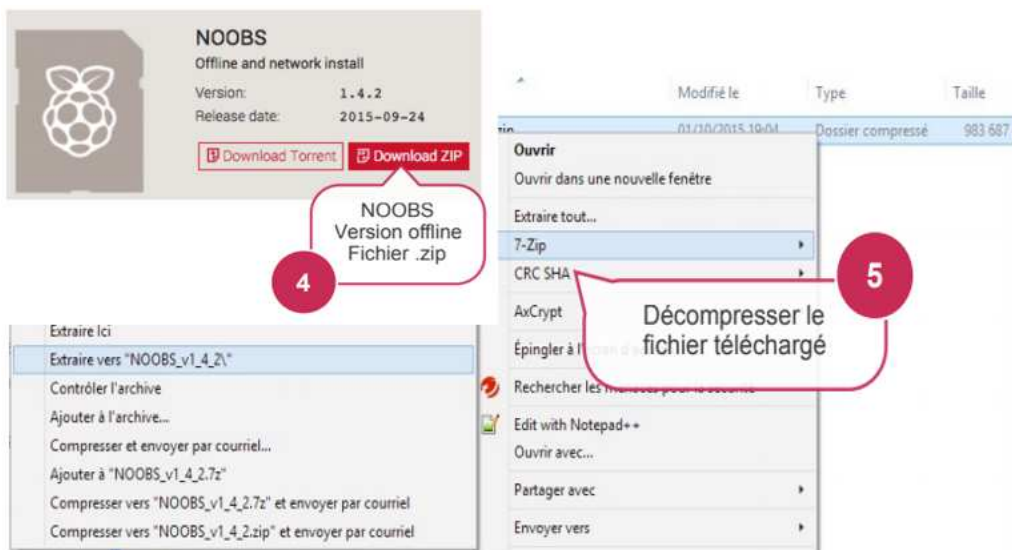 NOOBS
Offline and network install
Version: 1.4.2
Release date: 2015-09-24
Download Torrent
Download ZIP
NOOBS
Version offline
Fichier .zip
4
Modifié le Type Taille
01/10/2015 19:04 Dossier compressé 983 687
Ouvrir
Ouvrir dans une nouvelle fenêtre
Extraire tout...
7-Zip
CRC SHA
AxCrypt
Épingler à
Rechercher les
Edit with Notepad++
Ouvrir avec...
Partager avec
Envoyer vers
5
Décompresser le
fichier téléchargé
Extraire Ici
Extraire vers "NOOBS_v1_4_2\"
Contrôler l'archive
Ajouter à l'archive...
Compresser et envoyer par courriel...
Ajouter à "NOOBS_v1_4_2.7z"
Compresser vers "NOOBS_v1_4_2.7z" et envoyer par courriel
Compresser vers "NOOBS_v1_4_2.zip" et envoyer par courriel